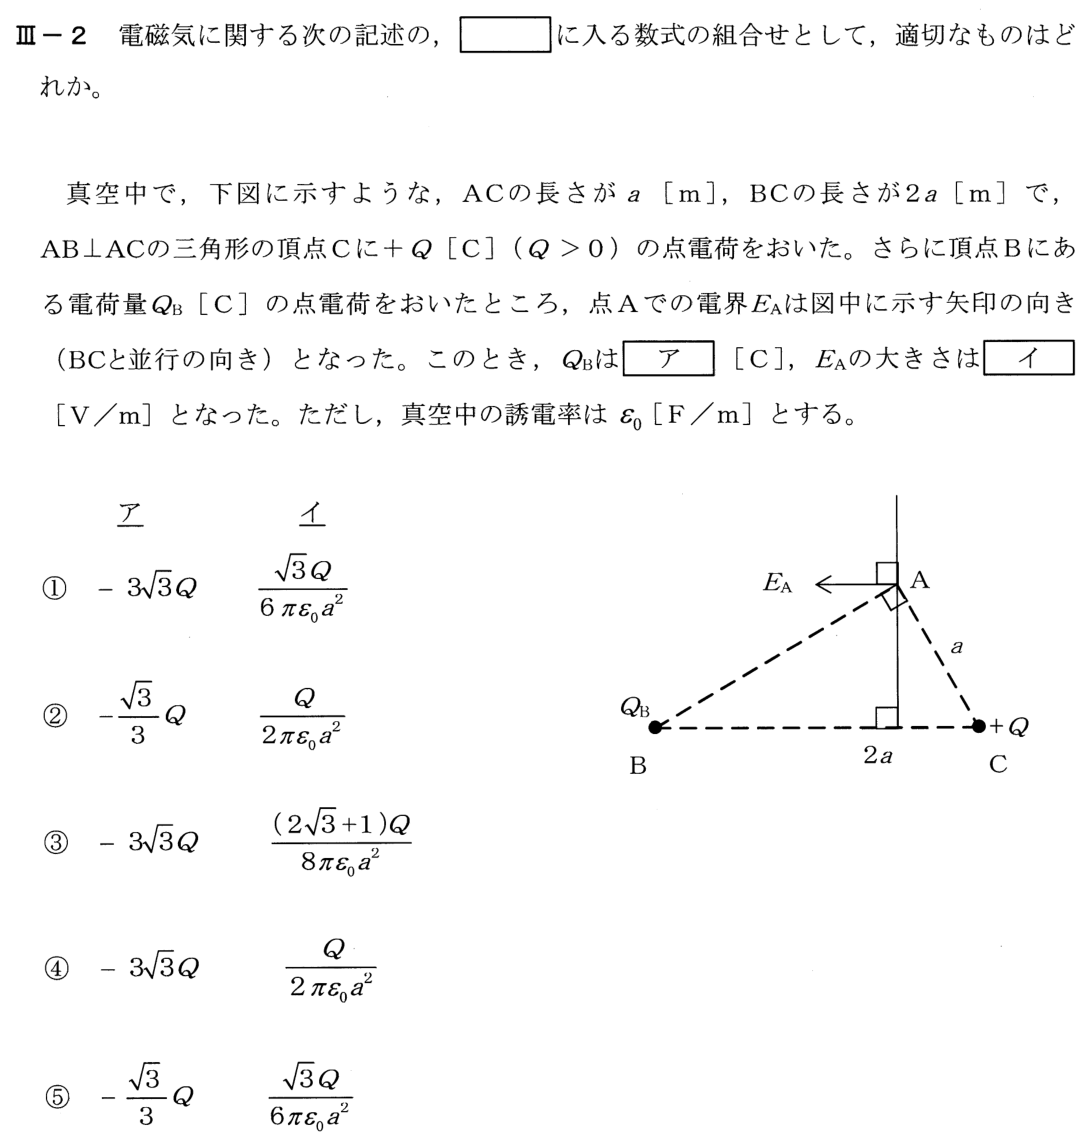 Ⅲ－2　電磁気に関する次の記述の，　　　　に入る数式の組合せとして，適切なものはど
れか。
真空中で，下図に示すような，ACの長さが a ［m］，BCの長さが2a［m］で，
AB⊥ACの三角形の頂点Cに＋Q［C］（Q＞0）の点電荷をおいた。さらに頂点Bにあ
る電荷量Q_B［C］の点電荷をおいたところ，点Aでの電界E_Aは図中に示す矢印の向き
（BCと並行の向き）となった。このとき，Q_Bは　ア　［C］，E_Aの大きさは　イ
［V／m］となった。ただし，真空中の誘電率は ε₀［F／m］とする。
ア　イ
① －3√3Q　√3Q/6πε₀a²
② －√3/3 Q　Q/2πε₀a²
③ －3√3Q　(2√3+1)Q/8πε₀a²
④ －3√3Q　Q/2πε₀a²
⑤ －√3/3 Q　√3Q/6πε₀a²
E_A　A
a
Q_B　＋Q
2a
B　C